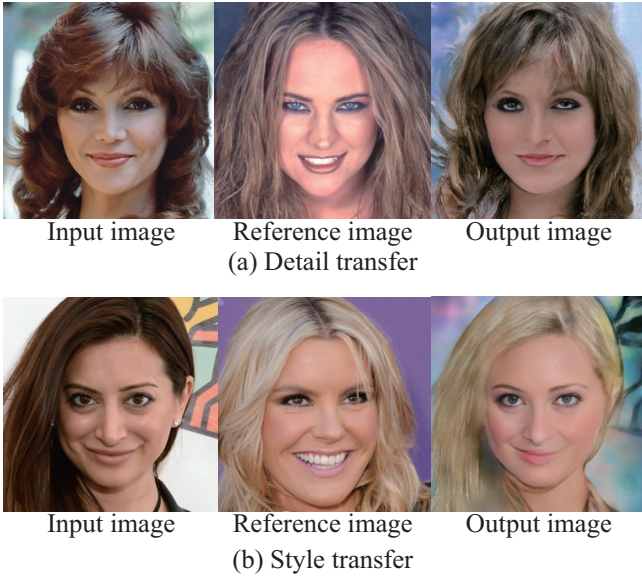 Input image Reference image Output image
(a) Detail transfer
Input image Reference image Output image
(b) Style transfer